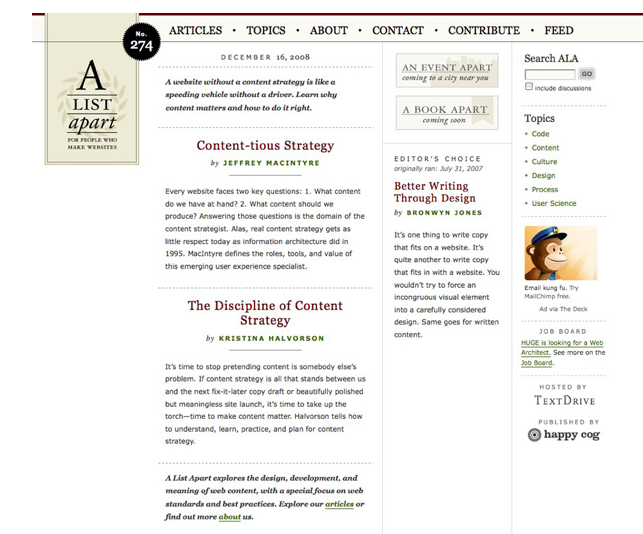 ARTICLES • TOPICS • ABOUT • CONTACT • CONTRIBUTE • FEED
No.
274
A
LIST
apart
FOR PEOPLE WHO
MAKE WEBSITES
DECEMBER 16, 2008
A website without a content strategy is like a
speeding vehicle without a driver. Learn why
content matters and how to do it right.
Content-tious Strategy
by JEFFREY MACINTYRE
Every website faces two key questions: 1. What content
do we have at hand? 2. What content should we
produce? Answering those questions is the domain of the
content strategist. Alas, real content strategy gets as
little respect today as information architecture did in
1995. MacIntyre defines the roles, tools, and value of
this emerging user experience specialist.
The Discipline of Content
Strategy
by KRISTINA HALVORSON
It's time to stop pretending content is somebody else's
problem. If content strategy is all that stands between us
and the next fix-it-later copy draft or beautifully polished
but meaningless site launch, it's time to take up the
torch—time to make content matter. Halvorson tells how
to understand, learn, practice, and plan for content
strategy.
A List Apart explores the design, development, and
meaning of web content, with a special focus on web
standards and best practices. Explore our articles or
find out more about us.
AN EVENT APART
coming to a city near you
A BOOK APART
coming soon
EDITOR'S CHOICE
originally ran: July 31, 2007
Better Writing
Through Design
by BRONWYN JONES
It's one thing to write copy
that fits on a website. It's
quite another to write copy
that fits in with a website. You
wouldn't try to force an
incongruous visual element
into a carefully considered
design. Same goes for written
content.
Search ALA
GO
include discussions
Topics
Code
Content
Culture
Design
Process
User Science
Email kung fu. Try
MailChimp free.
Ad via The Deck
JOB BOARD
HUGE is looking for a Web
Architect. See more on the
Job Board.
HOSTED BY
TEXTDRIVE
PUBLISHED BY
happy cog